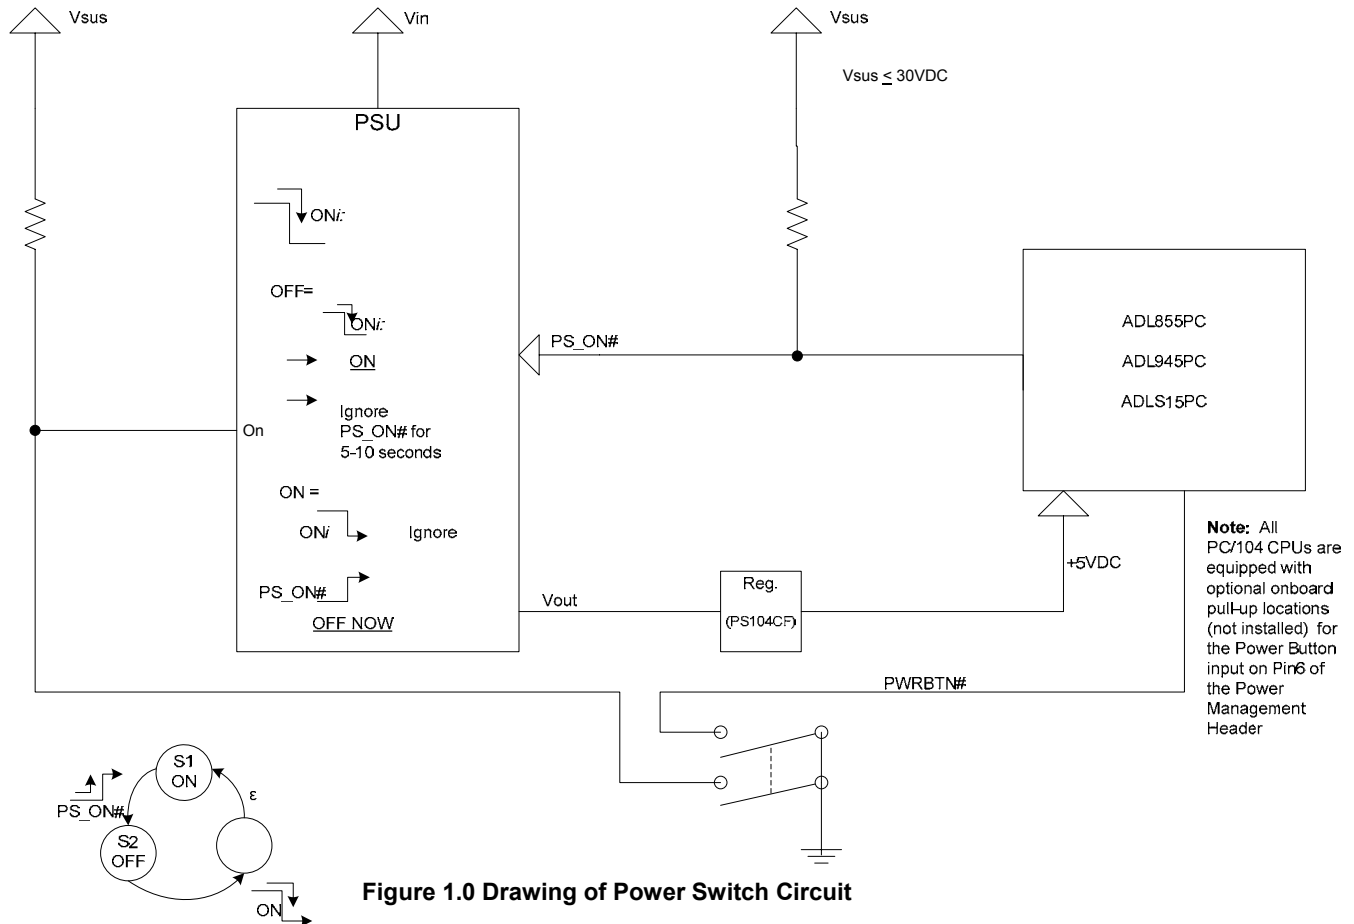 Vsus
Vin
Vsus
Vsus ≤ 30VDC
PSU
ONi:
OFF=
ONi:
ON
Ignore
PS_ON# for
5-10 seconds
On
ON =
ONi
Ignore
PS_ON#
OFF NOW
PS_ON#
ADL855PC
ADL945PC
ADLS15PC
Vout
Reg.
(PS104CF)
+5VDC
Note: All
PC/104 CPUs are
equipped with
optional onboard
pull-up locations
(not installed) for
the Power Button
input on Pin6 of
the Power
Management
Header
PWRBTN#
S1
ON
ε
PS_ON#
S2
OFF
ON
Figure 1.0 Drawing of Power Switch Circuit